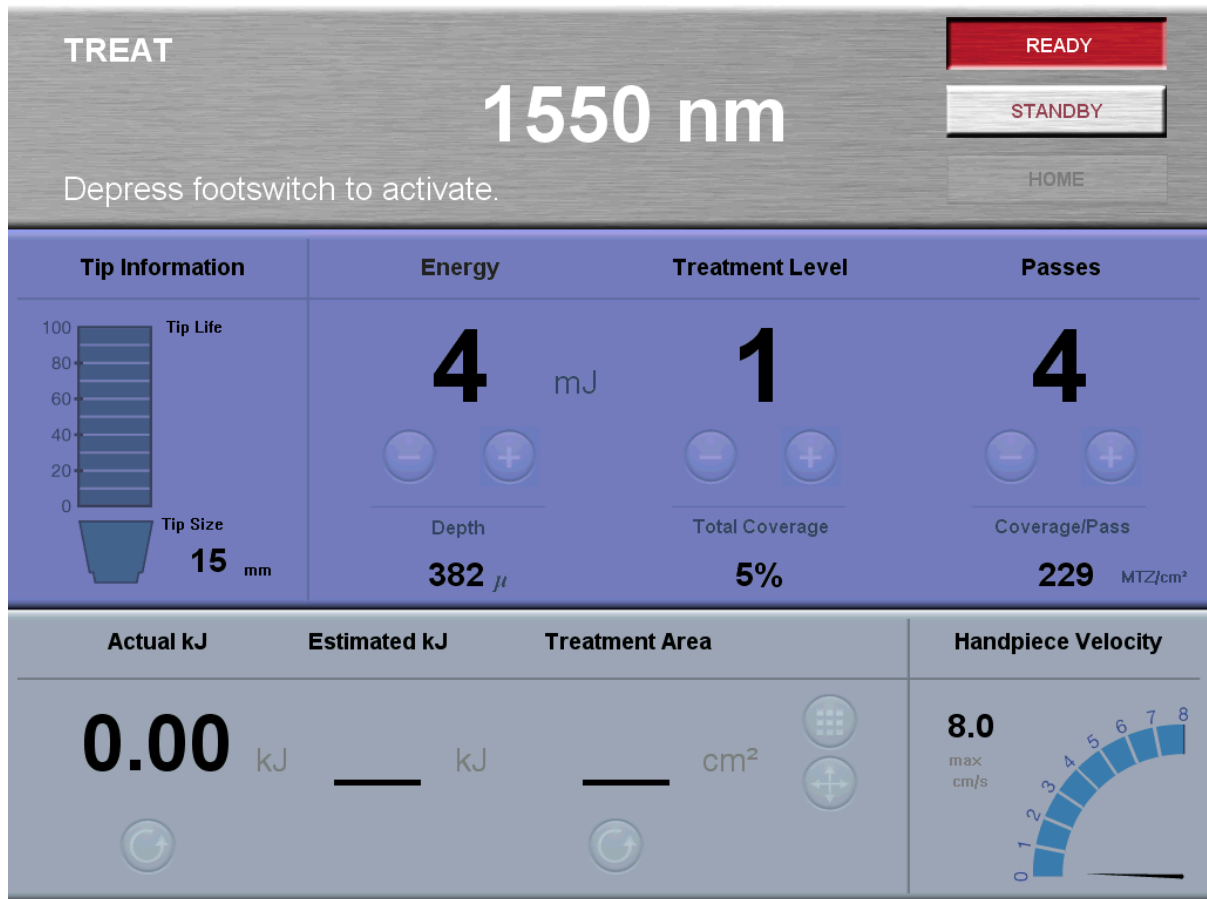 TREAT
READY
1550 nm
STANDBY
Depress footswitch to activate.
HOME
Tip Information
Energy
Treatment Level
Passes
100
80
60
40
20
0
Tip Life
Tip Size
15 mm
4 mJ
Depth
382 µ
1
Total Coverage
5%
4
Coverage/Pass
229 MTZ/cm²
Actual kJ
Estimated kJ
Treatment Area
Handpiece Velocity
0.00 kJ
kJ
cm²
8.0
max
cm/s
0 1 2 3 4 5 6 7 8